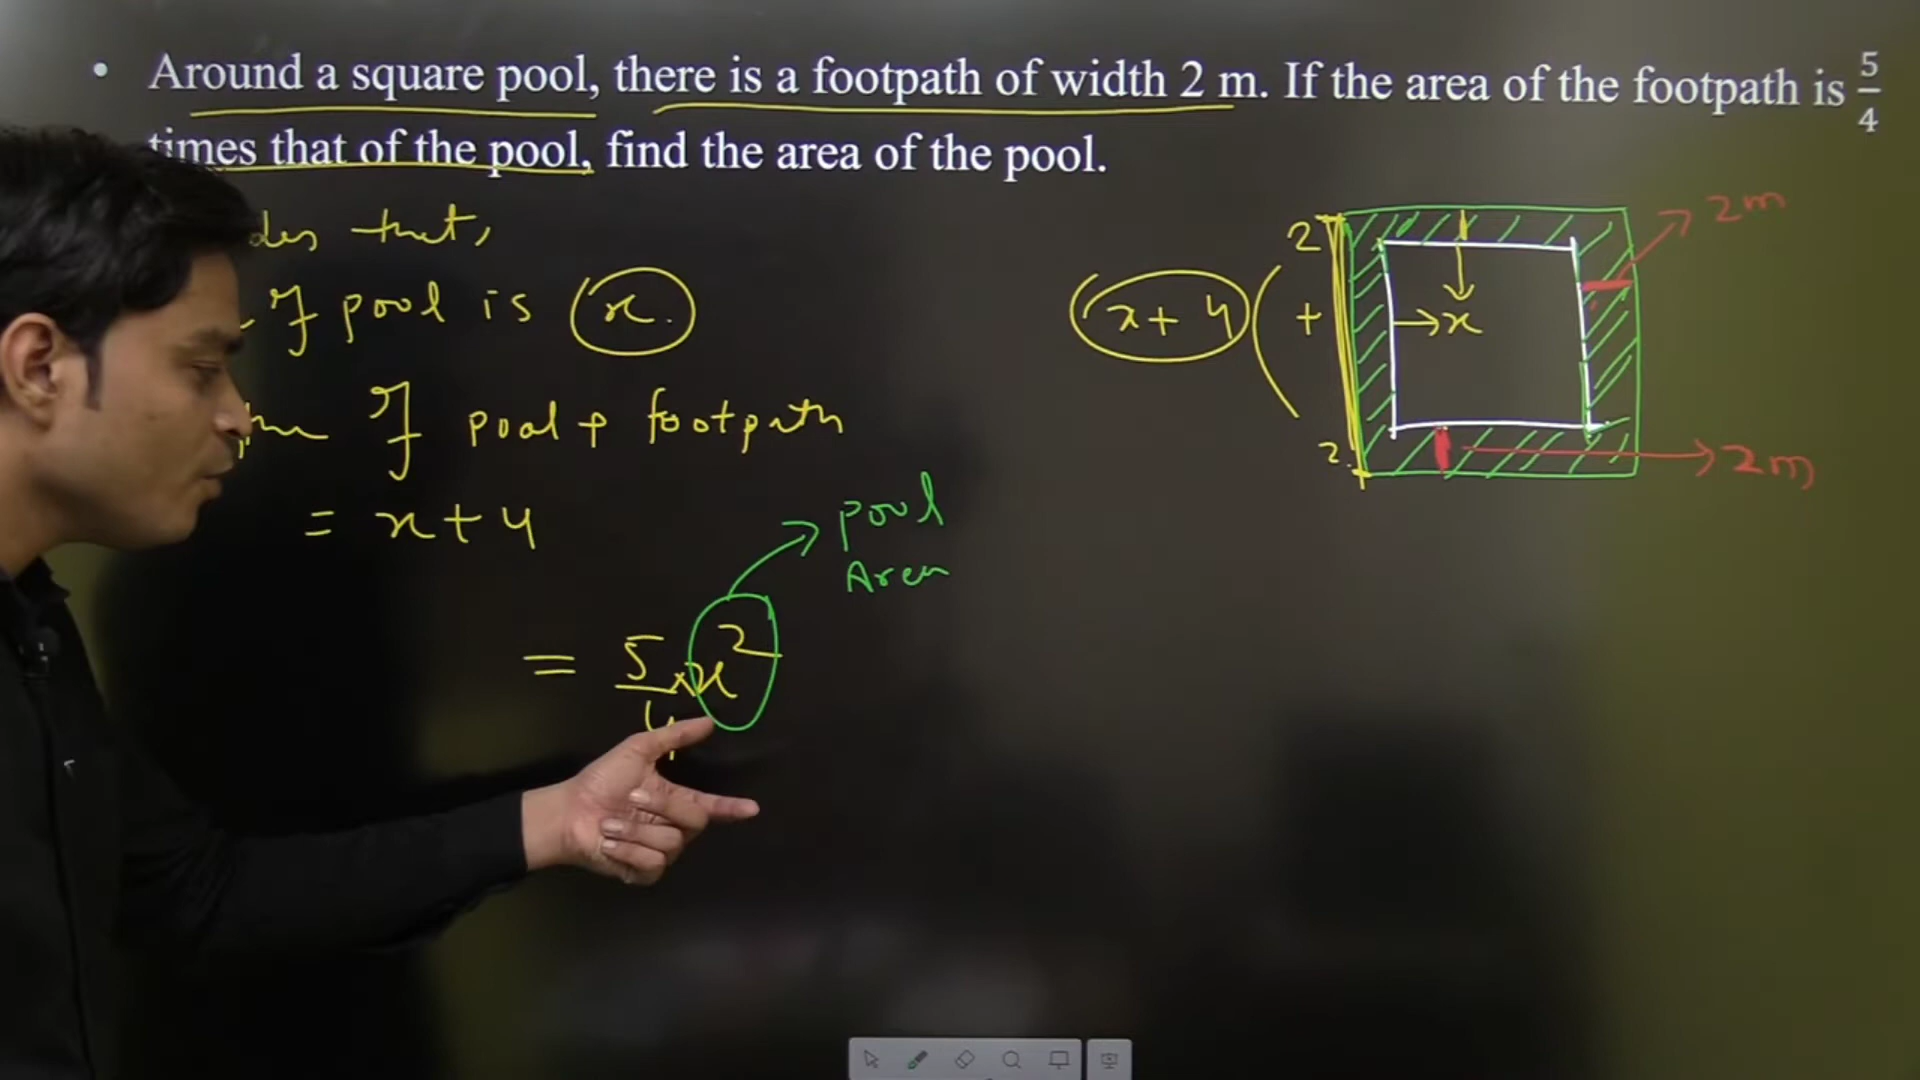 • Around a square pool, there is a footpath of width 2 m. If the area of the footpath is 5/4
times that of the pool, find the area of the pool.
that,
of pool is x.
of pool + footpath
= x+4
= 5/4 × x²
pool
Area
x+4
2
+
2
x
2m
2m